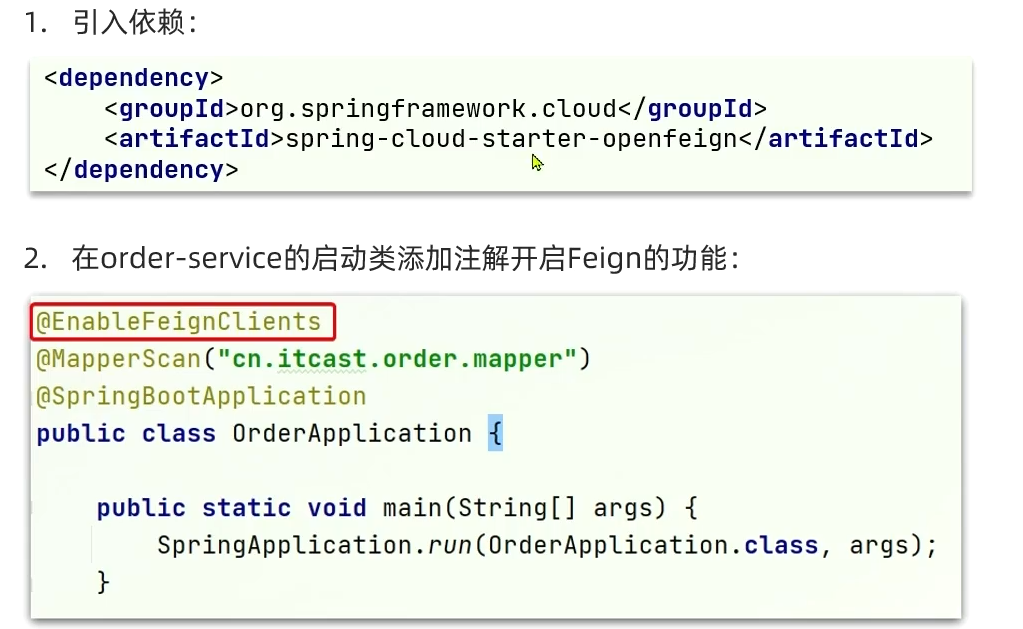 1. 引入依赖：
<dependency>
    <groupId>org.springframework.cloud</groupId>
    <artifactId>spring-cloud-starter-openfeign</artifactId>
</dependency>
2. 在order-service的启动类添加注解开启Feign的功能：
@EnableFeignClients
@MapperScan("cn.itcast.order.mapper")
@SpringBootApplication
public class OrderApplication {
    public static void main(String[] args) {
        SpringApplication.run(OrderApplication.class, args);
    }